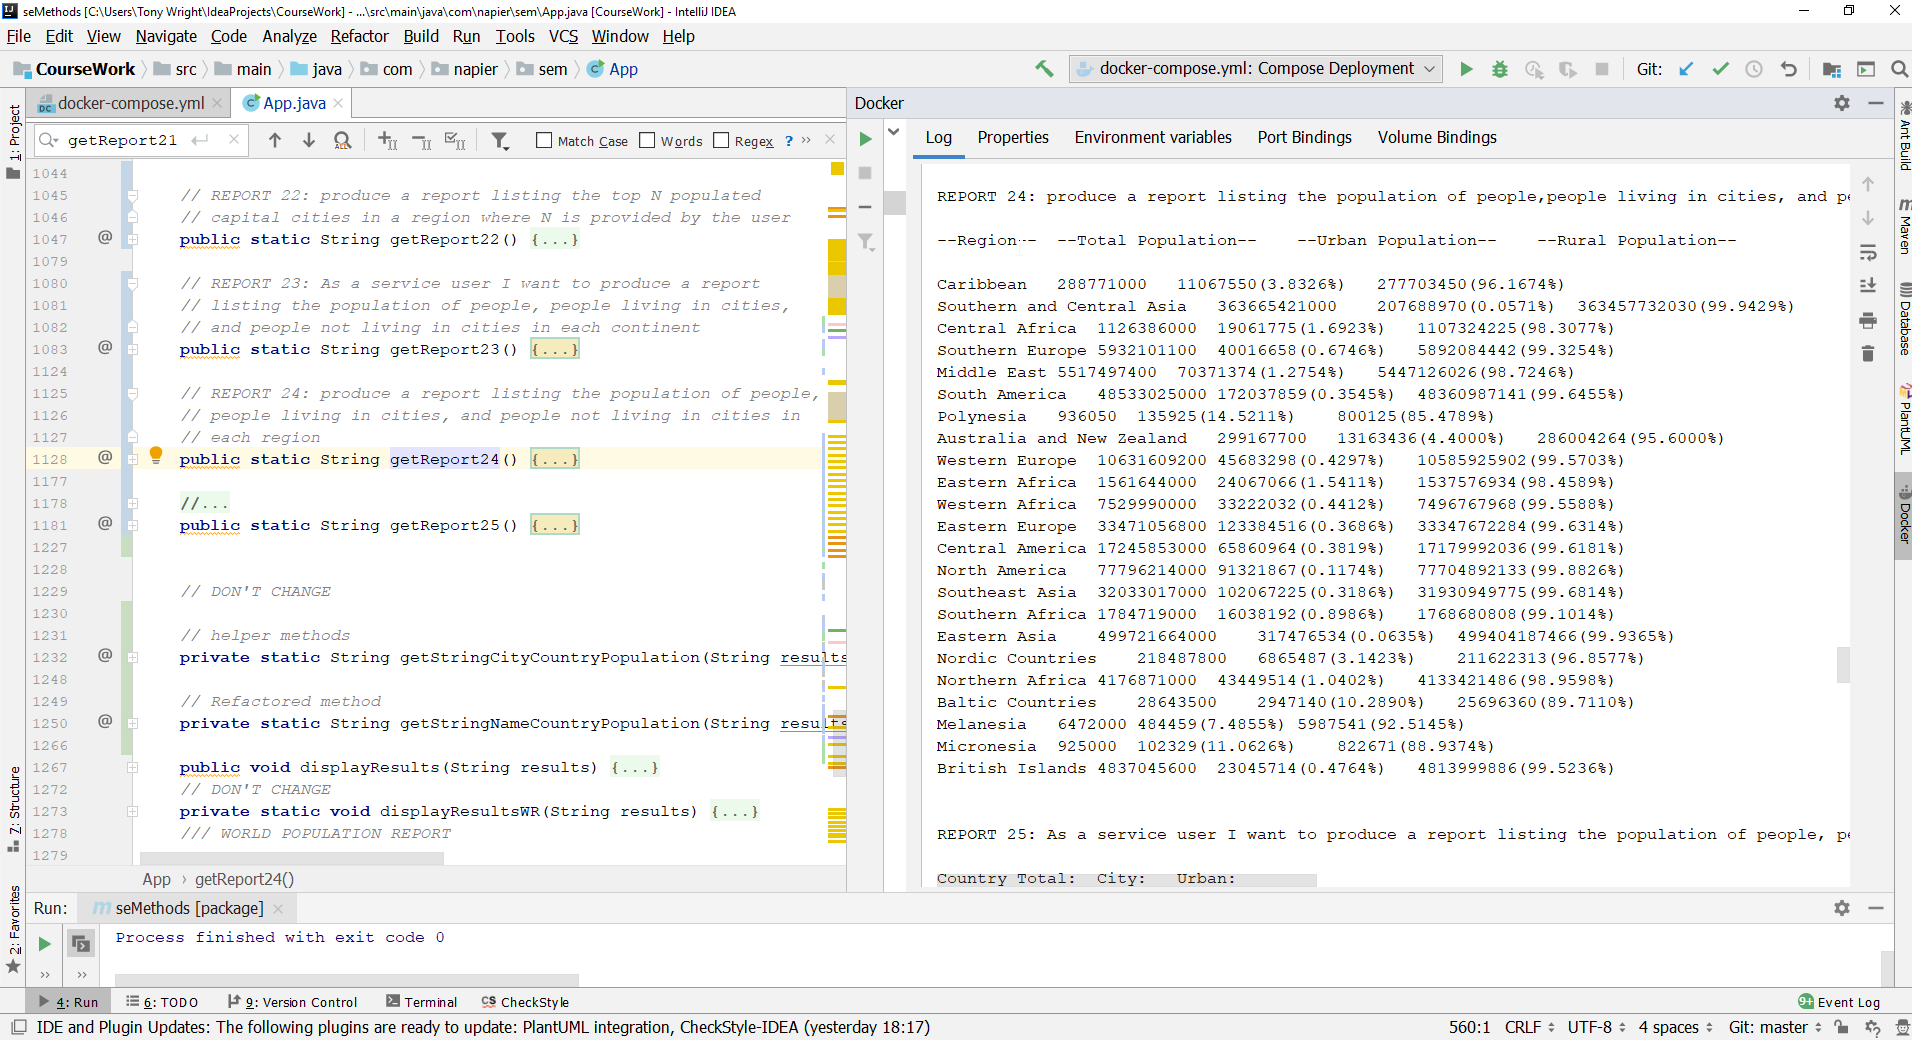 seMethods [C:\Users\Tony Wright\IdeaProjects\CourseWork] - ...\src\main\java\com\napier\sem\App.java [CourseWork] - IntelliJ IDEA
File Edit View Navigate Code Analyze Refactor Build Run Tools VCS Window Help
CourseWork src main java com napier sem App
docker-compose.yml: Compose Deployment
Git:
docker-compose.yml App.java
getReport21
Match Case Words Regex ?
1044
1045 // REPORT 22: produce a report listing the top N populated
1046 // capital cities in a region where N is provided by the user
1047 @ public static String getReport22() {...}
1079
1080 // REPORT 23: As a service user I want to produce a report
1081 // listing the population of people, people living in cities,
1082 // and people not living in cities in each continent
1083 @ public static String getReport23() {...}
1124
1125 // REPORT 24: produce a report listing the population of people,
1126 // people living in cities, and people not living in cities in
1127 // each region
1128 @ public static String getReport24() {...}
1177
1178 //...
1181 @ public static String getReport25() {...}
1227
1228
1229 // DON'T CHANGE
1230
1231 // helper methods
1232 @ private static String getStringCityCountryPopulation(String results
1248
1249 // Refactored method
1250 @ private static String getStringNameCountryPopulation(String results
1266
1267 public void displayResults(String results) {...}
1272 // DON'T CHANGE
1273 private static void displayResultsWR(String results) {...}
1278 /// WORLD POPULATION REPORT
1279
App › getReport24()
Docker
Log Properties Environment variables Port Bindings Volume Bindings
REPORT 24: produce a report listing the population of people,people living in cities, and pe
--Region-- --Total Population-- --Urban Population-- --Rural Population--
Caribbean 288771000 11067550(3.8326%) 277703450(96.1674%)
Southern and Central Asia 363665421000 207688970(0.0571%) 363457732030(99.9429%)
Central Africa 1126386000 19061775(1.6923%) 1107324225(98.3077%)
Southern Europe 5932101100 40016658(0.6746%) 5892084442(99.3254%)
Middle East 5517497400 70371374(1.2754%) 5447126026(98.7246%)
South America 48533025000 172037859(0.3545%) 48360987141(99.6455%)
Polynesia 936050 135925(14.5211%) 800125(85.4789%)
Australia and New Zealand 299167700 13163436(4.4000%) 286004264(95.6000%)
Western Europe 10631609200 45683298(0.4297%) 10585925902(99.5703%)
Eastern Africa 1561644000 24067066(1.5411%) 1537576934(98.4589%)
Western Africa 7529990000 33222032(0.4412%) 7496767968(99.5588%)
Eastern Europe 33471056800 123384516(0.3686%) 33347672284(99.6314%)
Central America 17245853000 65860964(0.3819%) 17179992036(99.6181%)
North America 77796214000 91321867(0.1174%) 77704892133(99.8826%)
Southeast Asia 32033017000 102067225(0.3186%) 31930949775(99.6814%)
Southern Africa 1784719000 16038192(0.8986%) 1768680808(99.1014%)
Eastern Asia 499721664000 317476534(0.0635%) 499404187466(99.9365%)
Nordic Countries 218487800 6865487(3.1423%) 211622313(96.8577%)
Northern Africa 4176871000 43449514(1.0402%) 4133421486(98.9598%)
Baltic Countries 28643500 2947140(10.2890%) 25696360(89.7110%)
Melanesia 6472000 484459(7.4855%) 5987541(92.5145%)
Micronesia 925000 102329(11.0626%) 822671(88.9374%)
British Islands 4837045600 23045714(0.4764%) 4813999886(99.5236%)
REPORT 25: As a service user I want to produce a report listing the population of people, pe
Country Total: City: Urban:
1: Project
7: Structure
2: Favorites
Ant Build
Maven
Database
PlantUML
Docker
Run: seMethods [package]
Process finished with exit code 0
4: Run 6: TODO 9: Version Control Terminal CheckStyle
9+ Event Log
IDE and Plugin Updates: The following plugins are ready to update: PlantUML integration, CheckStyle-IDEA (yesterday 18:17)
560:1 CRLF UTF-8 4 spaces Git: master